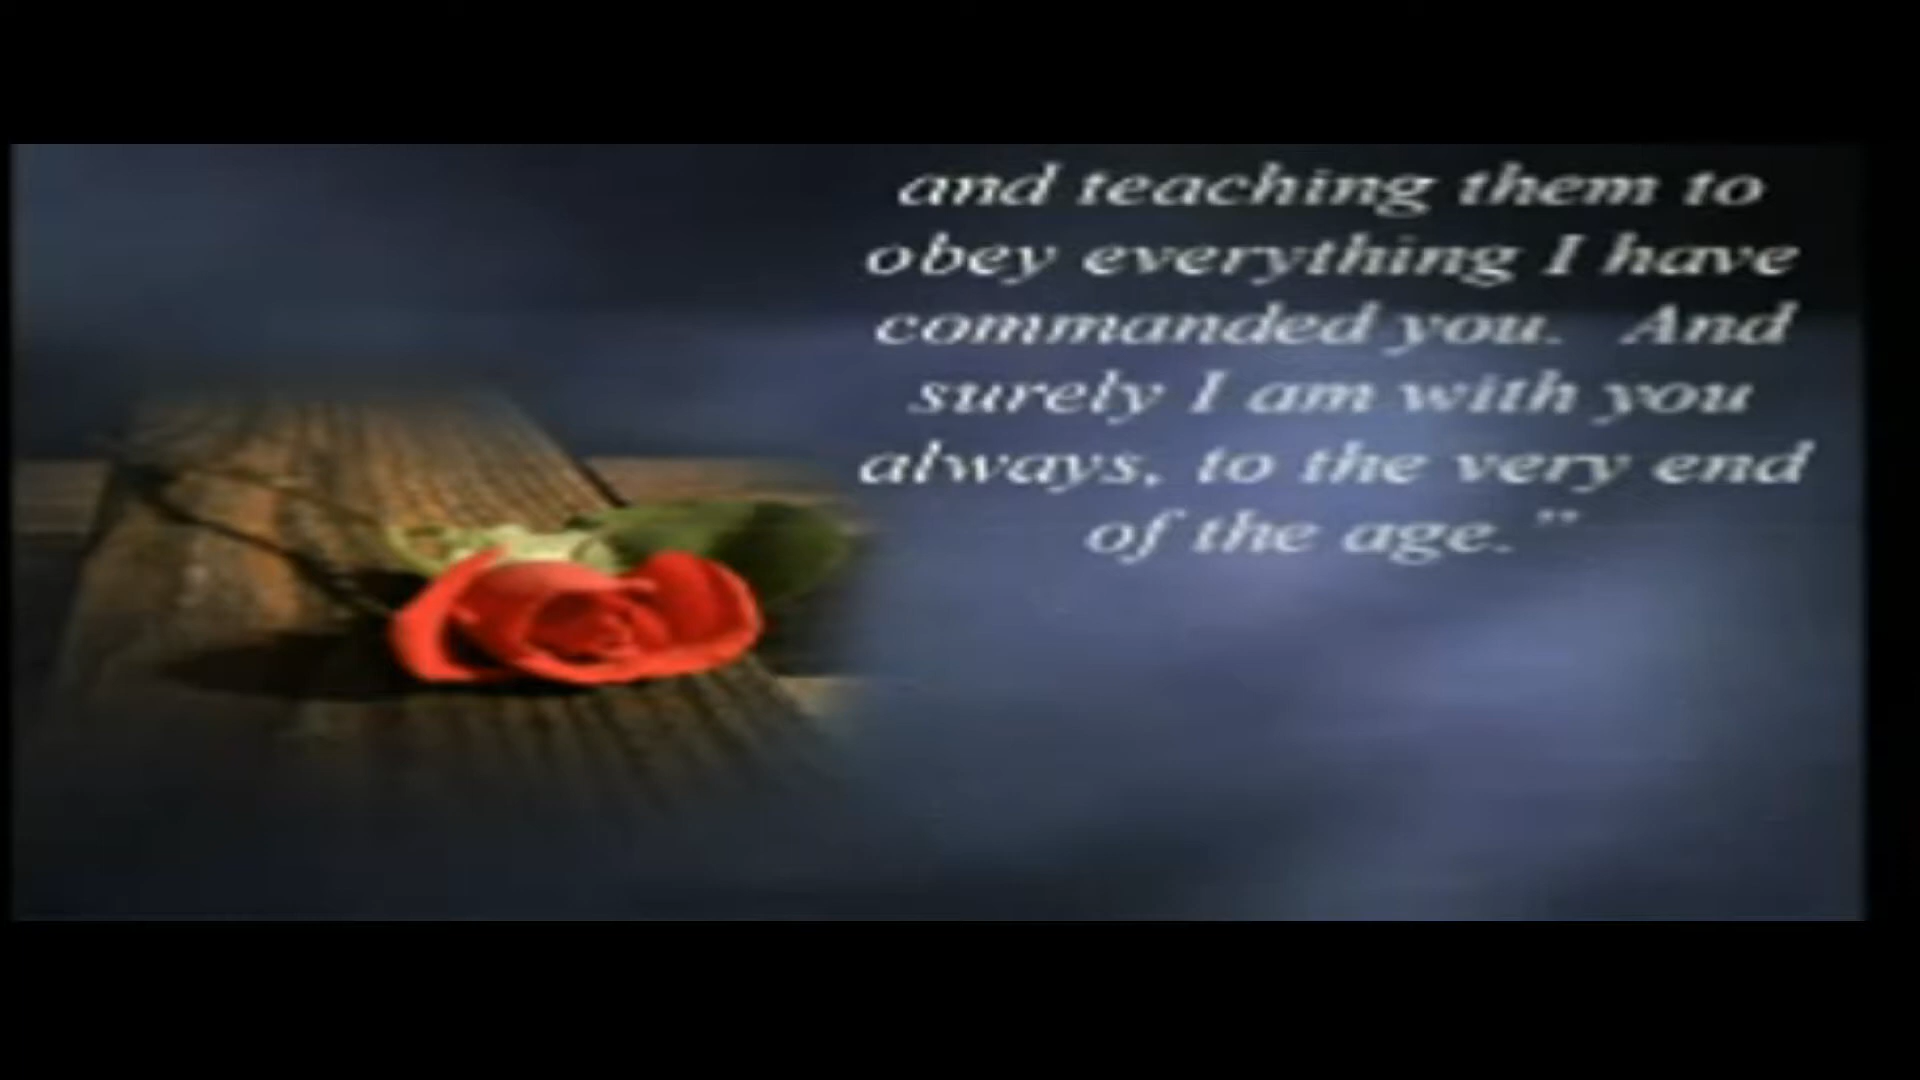 and teaching them to
obey everything I have
commanded you.  And
surely I am with you
always, to the very end
of the age.”